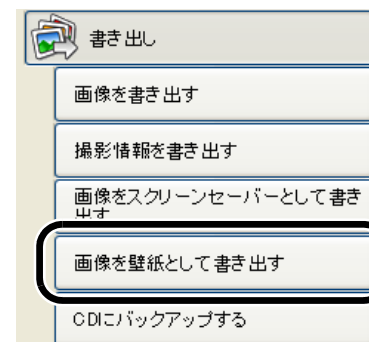 書き出し
画像を書き出す
撮影情報を書き出す
画像をスクリーンセーバーとして書き
出す
画像を壁紙として書き出す
CDにバックアップする